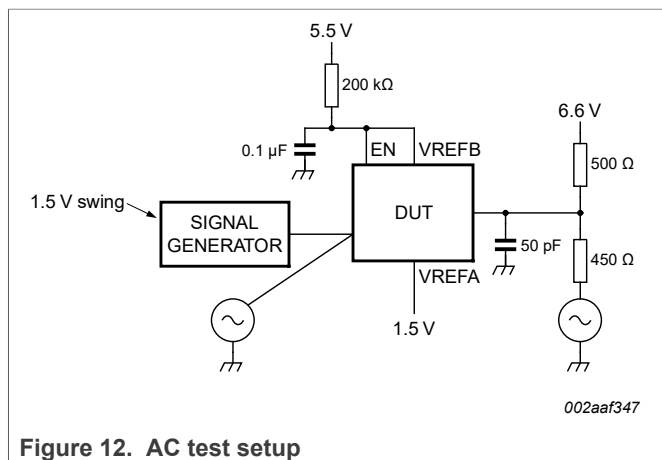 5.5 V
200 kΩ
6.6 V
0.1 μF
EN
VREFB
500 Ω
1.5 V swing
SIGNAL
GENERATOR
DUT
50 pF
450 Ω
VREFA
1.5 V
002aaf347
Figure 12. AC test setup